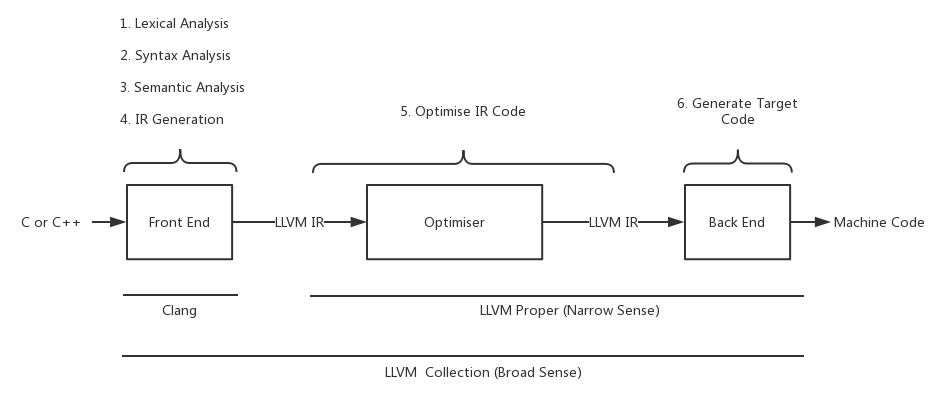 1. Lexical Analysis
2. Syntax Analysis
3. Semantic Analysis
4. IR Generation
5. Optimise IR Code
6. Generate Target
Code
C or C++
Front End
LLVM IR
Optimiser
LLVM IR
Back End
Machine Code
Clang
LLVM Proper (Narrow Sense)
LLVM Collection (Broad Sense)